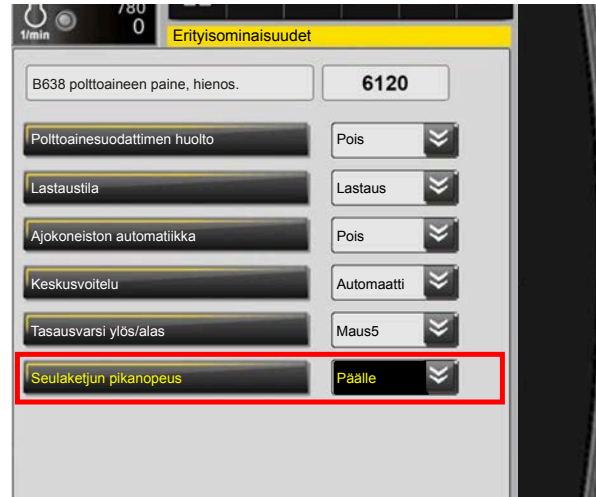 780
1/min 0
Erityisominaisuudet
B638 polttoaineen paine, hienos. 6120
Polttoainesuodattimen huolto Pois
Lastaustila Lastaus
Ajokoneiston automatiikka Pois
Keskusvoitelu Automaatti
Tasausvarsi ylös/alas Maus5
Seulaketjun pikanopeus Päälle